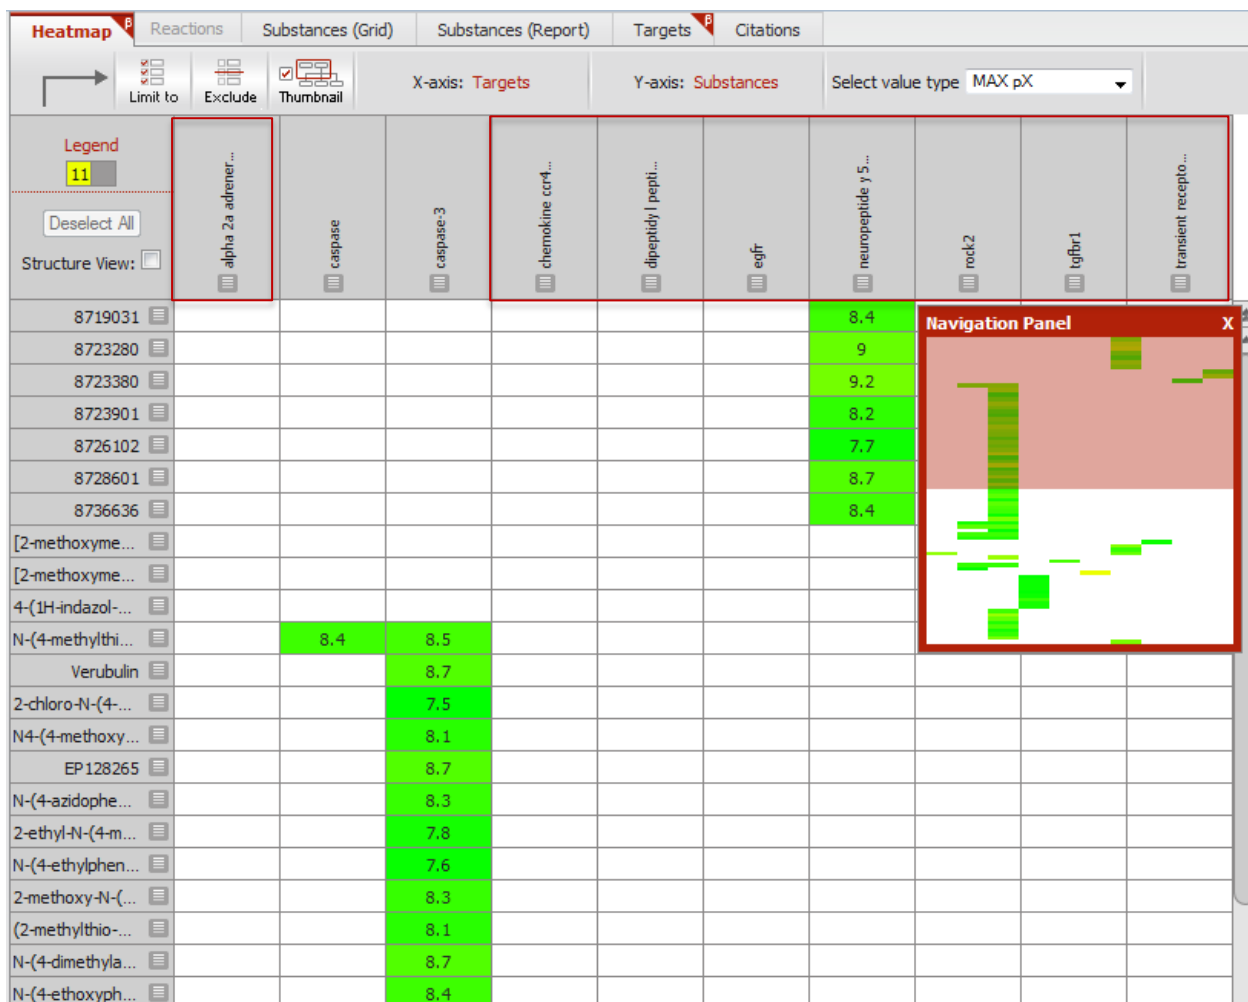 Heatmap β Reactions Substances (Grid) Substances (Report) Targets β Citations
Limit to Exclude Thumbnail X-axis: Targets Y-axis: Substances Select value type MAX pX
Legend
11
Deselect All
Structure View:
alpha 2a adrener...
caspase
caspase-3
chemokine ccr4...
dipeptidy l pepti...
egfr
neuropeptide y 5...
rock2
tgfbr1
transient recepto...
8719031 8.4
Navigation Panel X
8723280 9
8723380 9.2
8723901 8.2
8726102 7.7
8728601 8.7
8736636 8.4
[2-methoxyme...
[2-methoxyme...
4-(1H-indazol-...
N-(4-methylthi... 8.4 8.5
Verubulin 8.7
2-chloro-N-(4-... 7.5
N4-(4-methoxy... 8.1
EP128265 8.7
N-(4-azidophe... 8.3
2-ethyl-N-(4-m... 7.8
N-(4-ethylphen... 7.6
2-methoxy-N-(... 8.3
(2-methylthio-... 8.1
N-(4-dimethyla... 8.7
N-(4-ethoxyph... 8.4